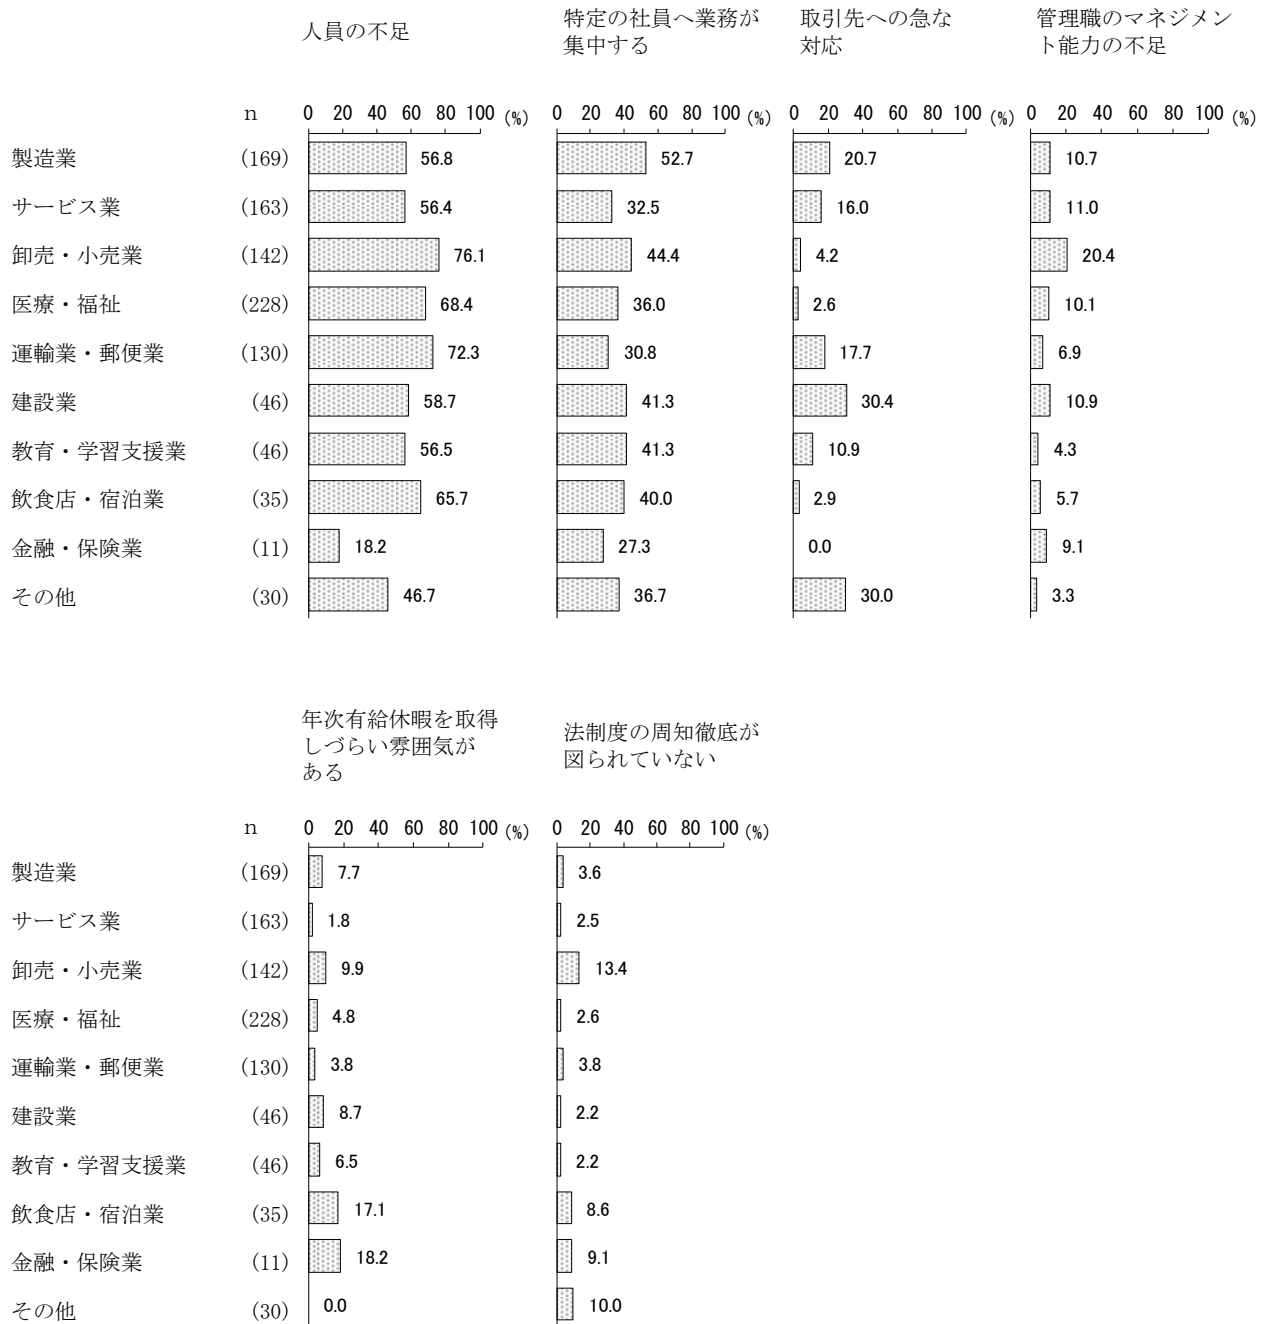 人員の不足
特定の社員へ業務が
集中する
取引先への急な
対応
管理職のマネジメン
ト能力の不足
n 0 20 40 60 80 100 (%) 0 20 40 60 80 100 (%) 0 20 40 60 80 100 (%) 0 20 40 60 80 100 (%)
製造業 (169) 56.8 52.7 20.7 10.7
サービス業 (163) 56.4 32.5 16.0 11.0
卸売・小売業 (142) 76.1 44.4 4.2 20.4
医療・福祉 (228) 68.4 36.0 2.6 10.1
運輸業・郵便業 (130) 72.3 30.8 17.7 6.9
建設業 (46) 58.7 41.3 30.4 10.9
教育・学習支援業 (46) 56.5 41.3 10.9 4.3
飲食店・宿泊業 (35) 65.7 40.0 2.9 5.7
金融・保険業 (11) 18.2 27.3 0.0 9.1
その他 (30) 46.7 36.7 30.0 3.3
年次有給休暇を取得
しづらい雰囲気が
ある
法制度の周知徹底が
図られていない
n 0 20 40 60 80 100 (%) 0 20 40 60 80 100 (%)
製造業 (169) 7.7 3.6
サービス業 (163) 1.8 2.5
卸売・小売業 (142) 9.9 13.4
医療・福祉 (228) 4.8 2.6
運輸業・郵便業 (130) 3.8 3.8
建設業 (46) 8.7 2.2
教育・学習支援業 (46) 6.5 2.2
飲食店・宿泊業 (35) 17.1 8.6
金融・保険業 (11) 18.2 9.1
その他 (30) 0.0 10.0